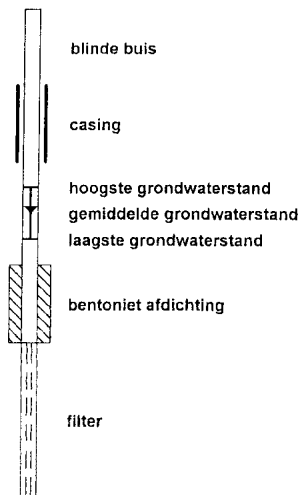 blinde buis
casing
hoogste grondwaterstand
gemiddelde grondwaterstand
laagste grondwaterstand
bentoniet afdichting
filter